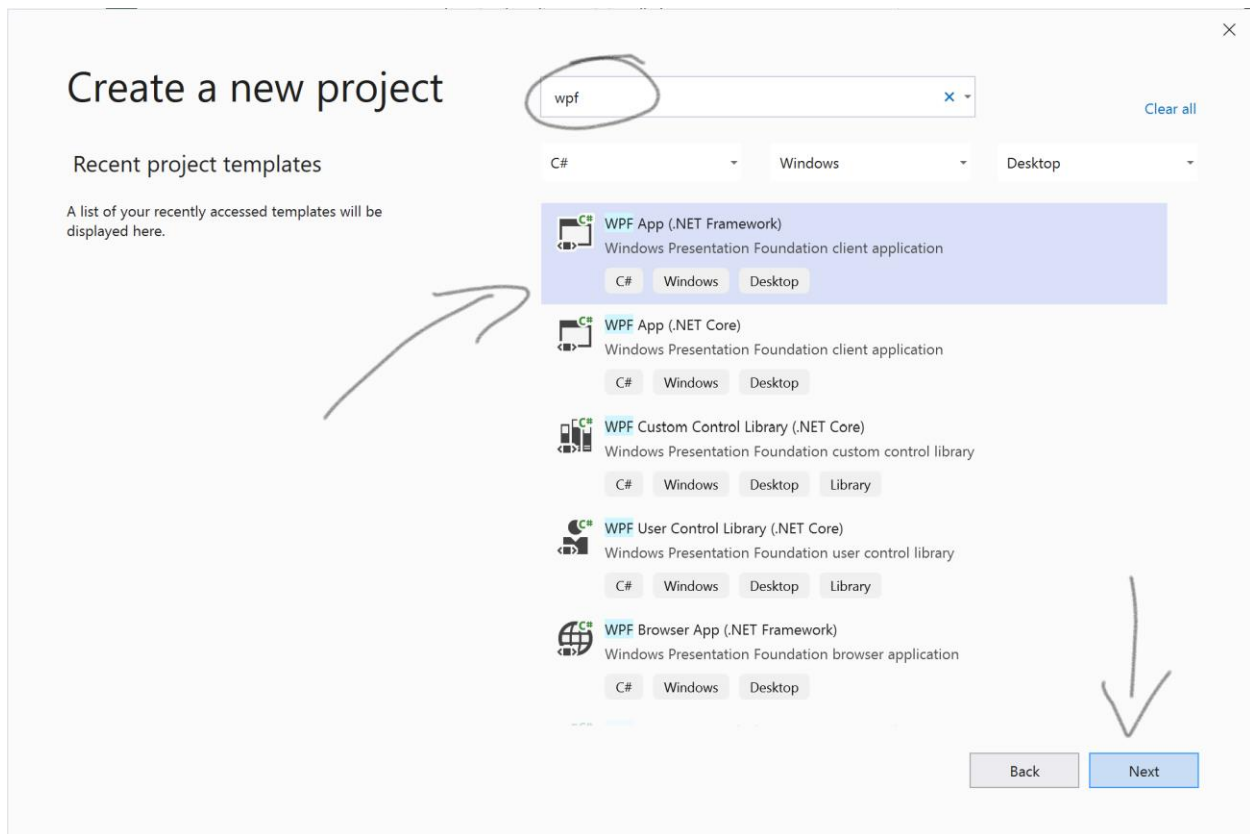 Create a new project
wpf
Clear all
Recent project templates
A list of your recently accessed templates will be
displayed here.
C#
Windows
Desktop
WPF App (.NET Framework)
Windows Presentation Foundation client application
C# Windows Desktop
WPF App (.NET Core)
Windows Presentation Foundation client application
C# Windows Desktop
WPF Custom Control Library (.NET Core)
Windows Presentation Foundation custom control library
C# Windows Desktop Library
WPF User Control Library (.NET Core)
Windows Presentation Foundation user control library
C# Windows Desktop Library
WPF Browser App (.NET Framework)
Windows Presentation Foundation browser application
C# Windows Desktop
Back
Next